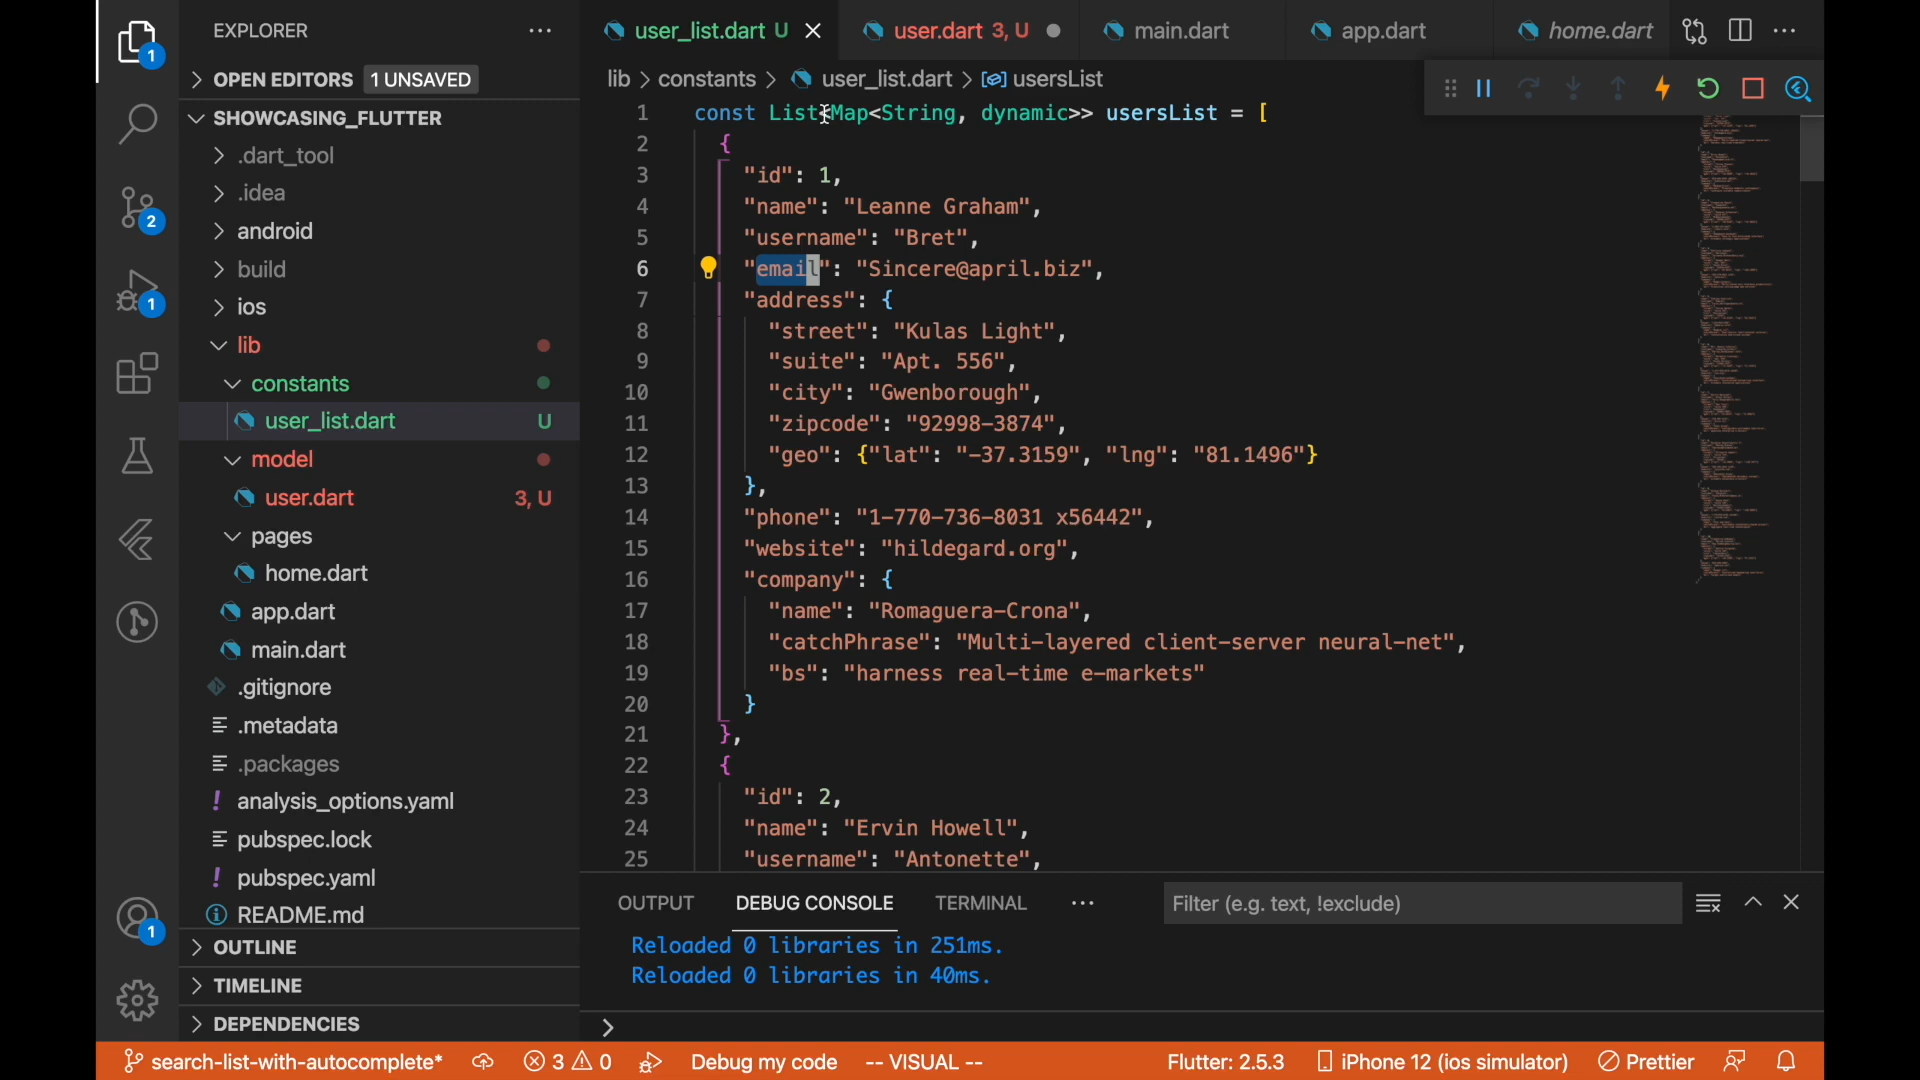 EXPLORER
OPEN EDITORS 1 UNSAVED
SHOWCASING_FLUTTER
.dart_tool
.idea
android
build
ios
lib
constants
user_list.dart U
model
user.dart 3, U
pages
home.dart
app.dart
main.dart
.gitignore
.metadata
.packages
analysis_options.yaml
pubspec.lock
pubspec.yaml
README.md
OUTLINE
TIMELINE
DEPENDENCIES
1
2
1
1
user_list.dart U
user.dart 3, U
main.dart
app.dart
home.dart
lib > constants > user_list.dart > usersList
1 const List<Map<String, dynamic>> usersList = [
2 {
3 "id": 1,
4 "name": "Leanne Graham",
5 "username": "Bret",
6 "email": "Sincere@april.biz",
7 "address": {
8 "street": "Kulas Light",
9 "suite": "Apt. 556",
10 "city": "Gwenborough",
11 "zipcode": "92998-3874",
12 "geo": {"lat": "-37.3159", "lng": "81.1496"}
13 },
14 "phone": "1-770-736-8031 x56442",
15 "website": "hildegard.org",
16 "company": {
17 "name": "Romaguera-Crona",
18 "catchPhrase": "Multi-layered client-server neural-net",
19 "bs": "harness real-time e-markets"
20 }
21 },
22 {
23 "id": 2,
24 "name": "Ervin Howell",
25 "username": "Antonette",
OUTPUT DEBUG CONSOLE TERMINAL
Filter (e.g. text, !exclude)
Reloaded 0 libraries in 251ms.
Reloaded 0 libraries in 40ms.
search-list-with-autocomplete* 3 0 Debug my code -- VISUAL -- Flutter: 2.5.3 iPhone 12 (ios simulator) Prettier